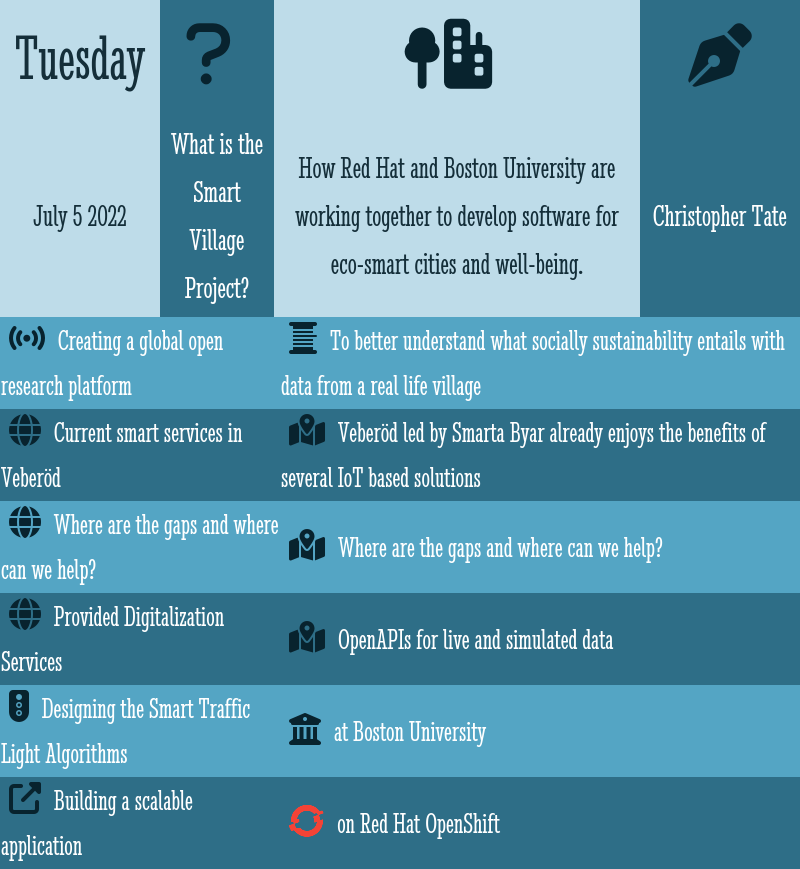 Tuesday
July 5 2022
What is the
Smart
Village
Project?
How Red Hat and Boston University are
working together to develop software for
eco-smart cities and well-being.
Christopher Tate
Creating a global open
research platform
To better understand what socially sustainability entails with
data from a real life village
Current smart services in
Veberöd
Veberöd led by Smarta Byar already enjoys the benefits of
several IoT based solutions
Where are the gaps and where
can we help?
Where are the gaps and where can we help?
Provided Digitalization
Services
OpenAPIs for live and simulated data
Designing the Smart Traffic
Light Algorithms
at Boston University
Building a scalable
application
on Red Hat OpenShift